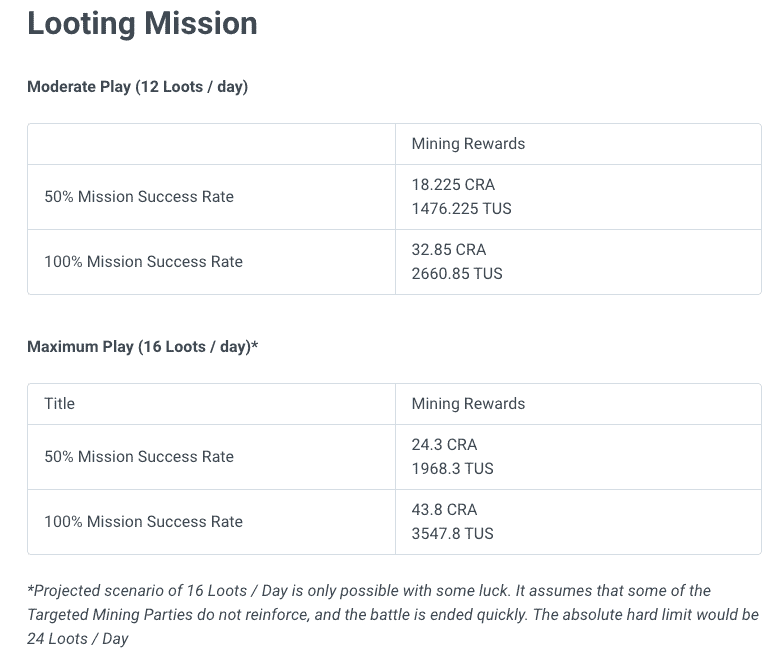 Looting Mission
Moderate Play (12 Loots / day)
Mining Rewards
50% Mission Success Rate
18.225 CRA
1476.225 TUS
100% Mission Success Rate
32.85 CRA
2660.85 TUS
Maximum Play (16 Loots / day)*
Title
Mining Rewards
50% Mission Success Rate
24.3 CRA
1968.3 TUS
100% Mission Success Rate
43.8 CRA
3547.8 TUS
*Projected scenario of 16 Loots / Day is only possible with some luck. It assumes that some of the
Targeted Mining Parties do not reinforce, and the battle is ended quickly. The absolute hard limit would be
24 Loots / Day